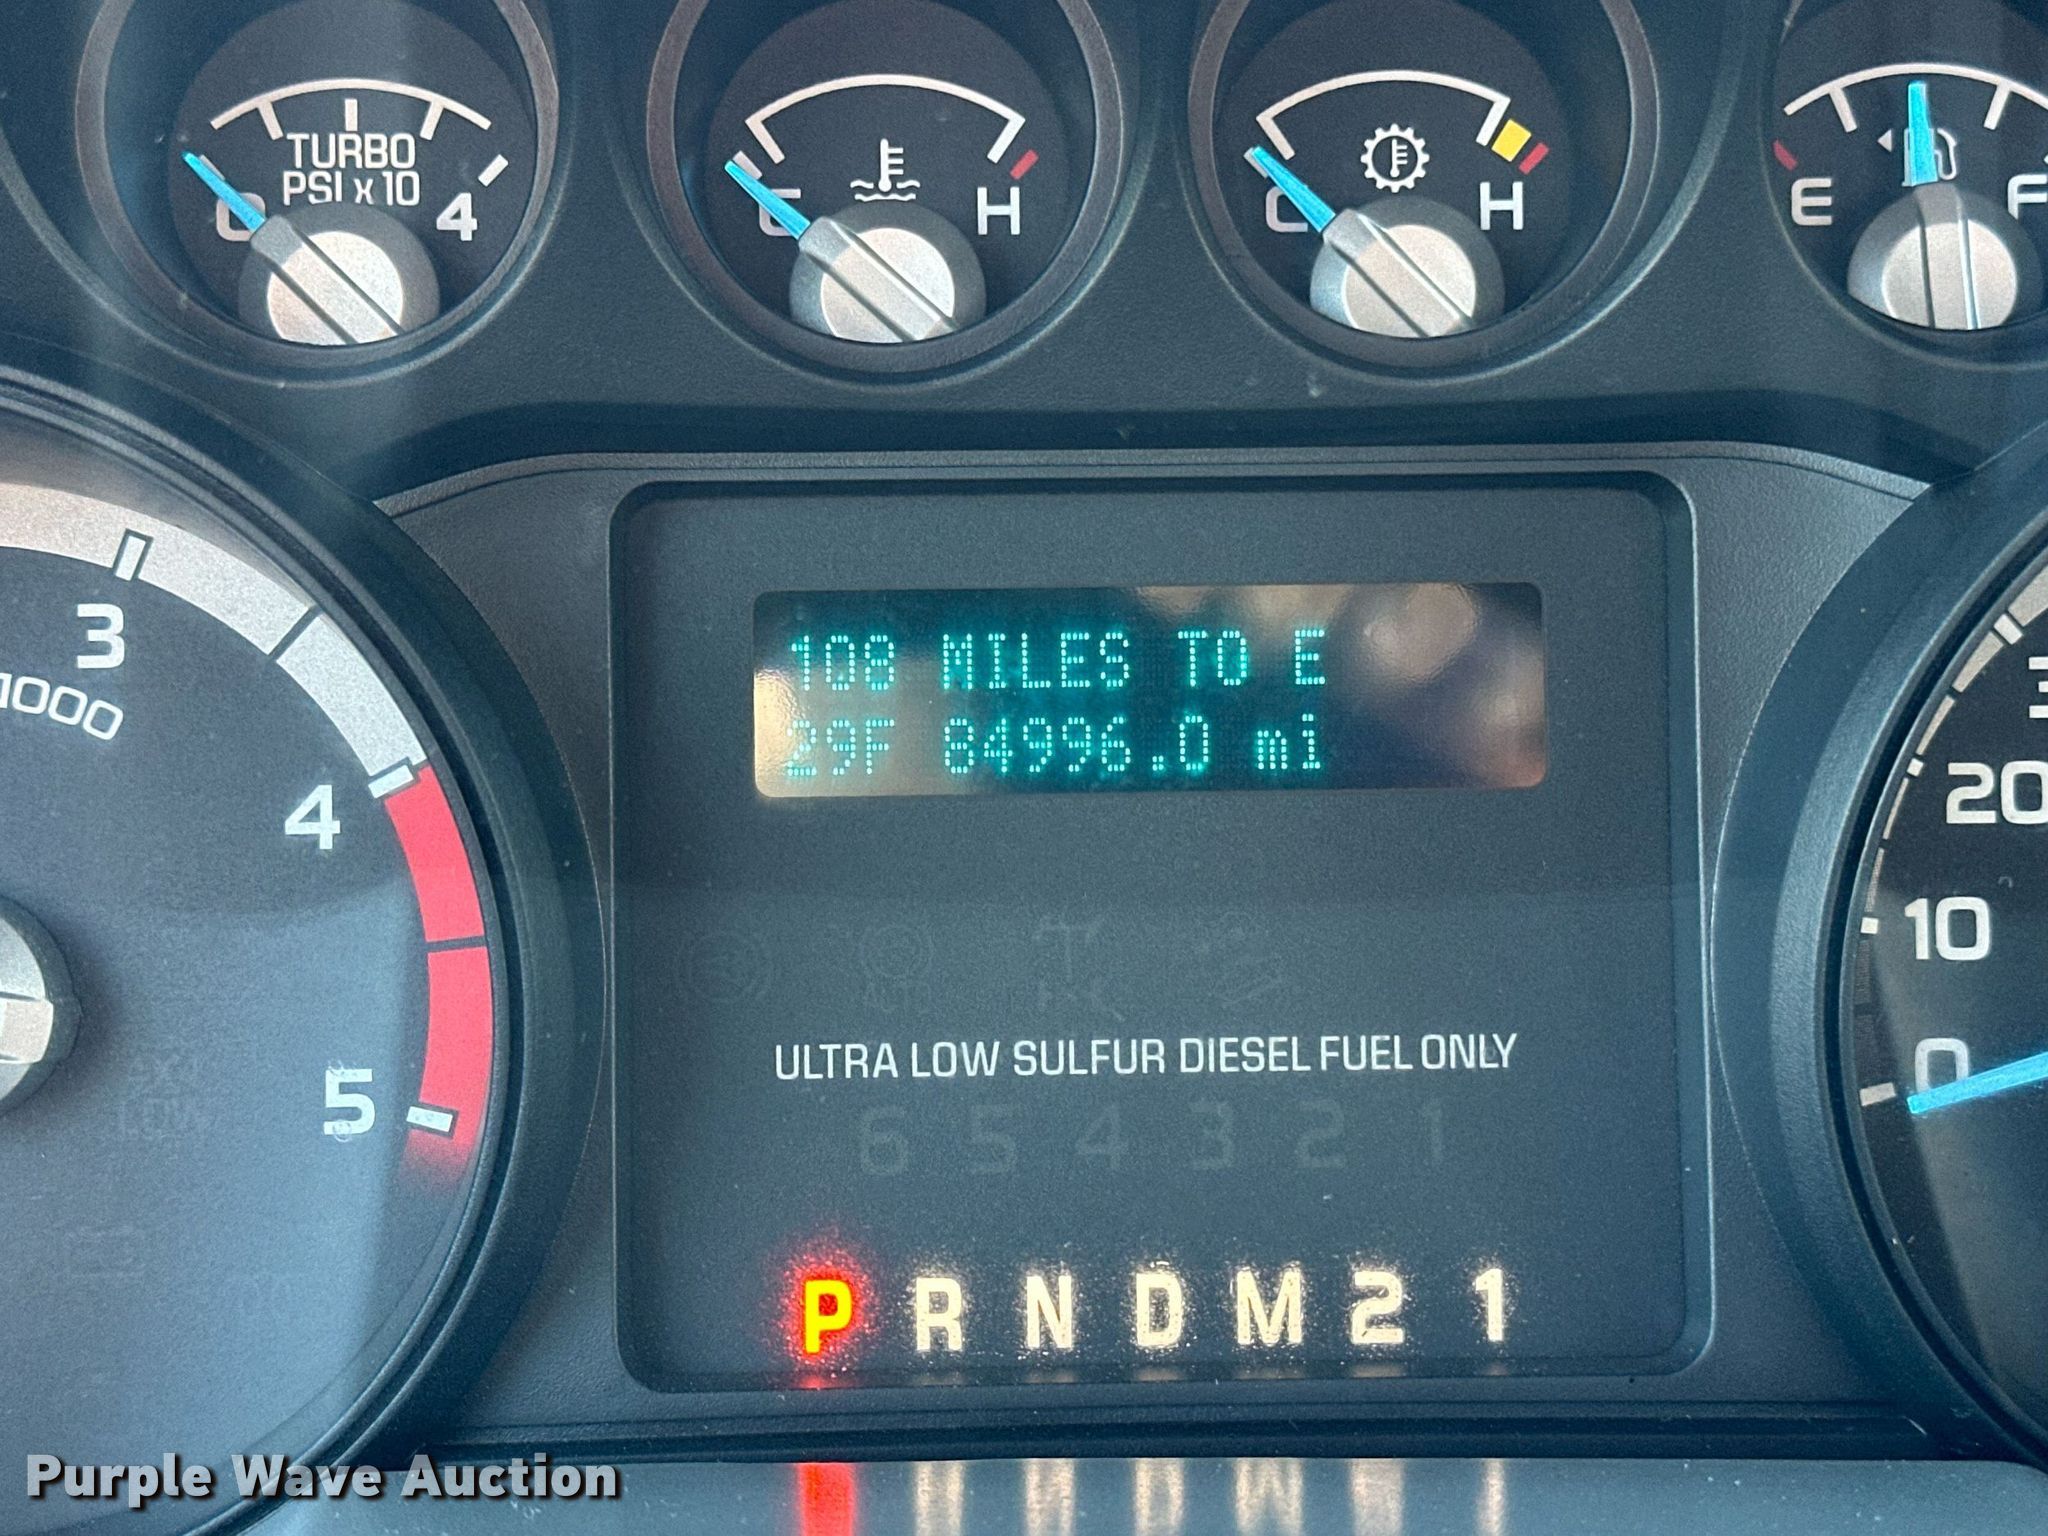 TURBO
PSI x 10
0 4
C H
C H
E F
3
1000
4
5
108 MILES TO E
29F 84996.0 mi
20
10
0
ULTRA LOW SULFUR DIESEL FUEL ONLY
6 5 4 3 2 1
P R N D M 2 1
Purple Wave Auction